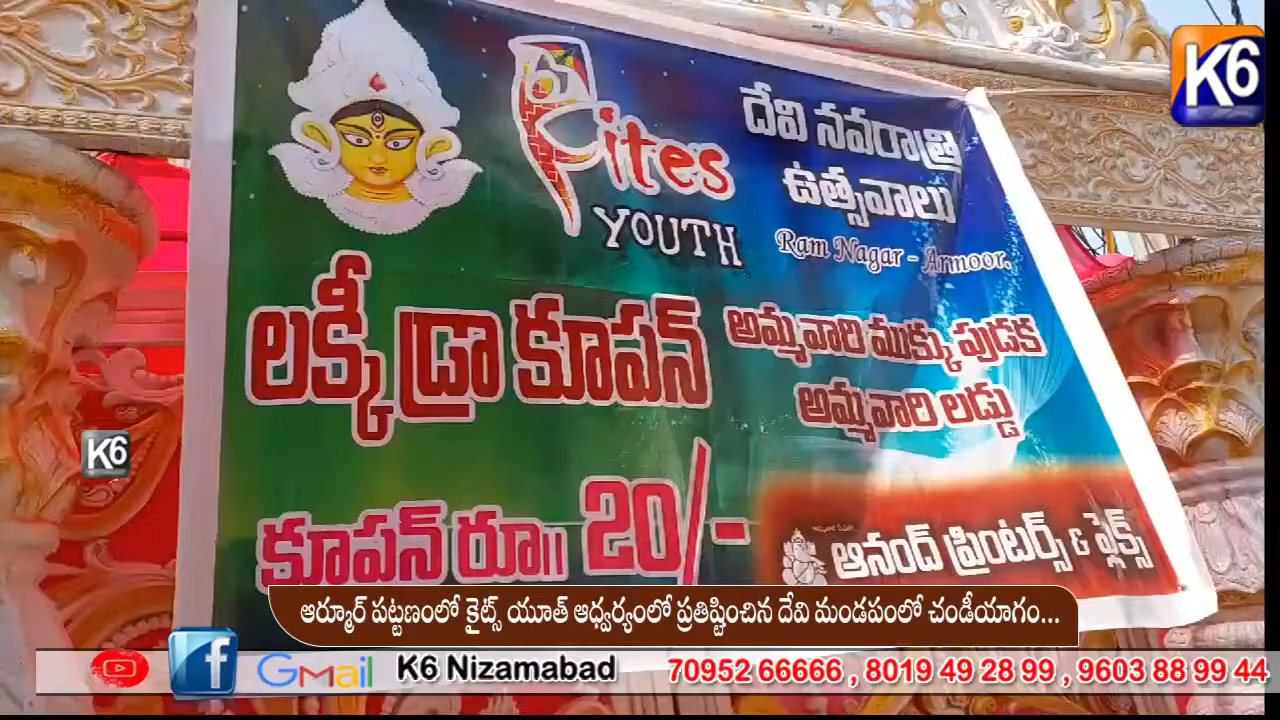 K6
Kites
YOUTH
దేవి నవరాత్రి
ఉత్సవాలు
Ram Nagar - Armoor.
లక్కీ డ్రా కూపన్
అమ్మవారి ముక్కు పుడక
అమ్మవారి లడ్డు
K6
కూపన్ రూ॥ 20/-
ఆనంద్ ప్రింటర్స్ & ఫ్లెక్స్
ఆర్మూర్ పట్టణంలో కైట్స్ యూత్ ఆధ్వర్యంలో ప్రతిష్టించిన దేవి మండపంలో చండీయాగం...
f Gmail K6 Nizamabad 70952 66666 , 8019 49 28 99 , 9603 88 99 44